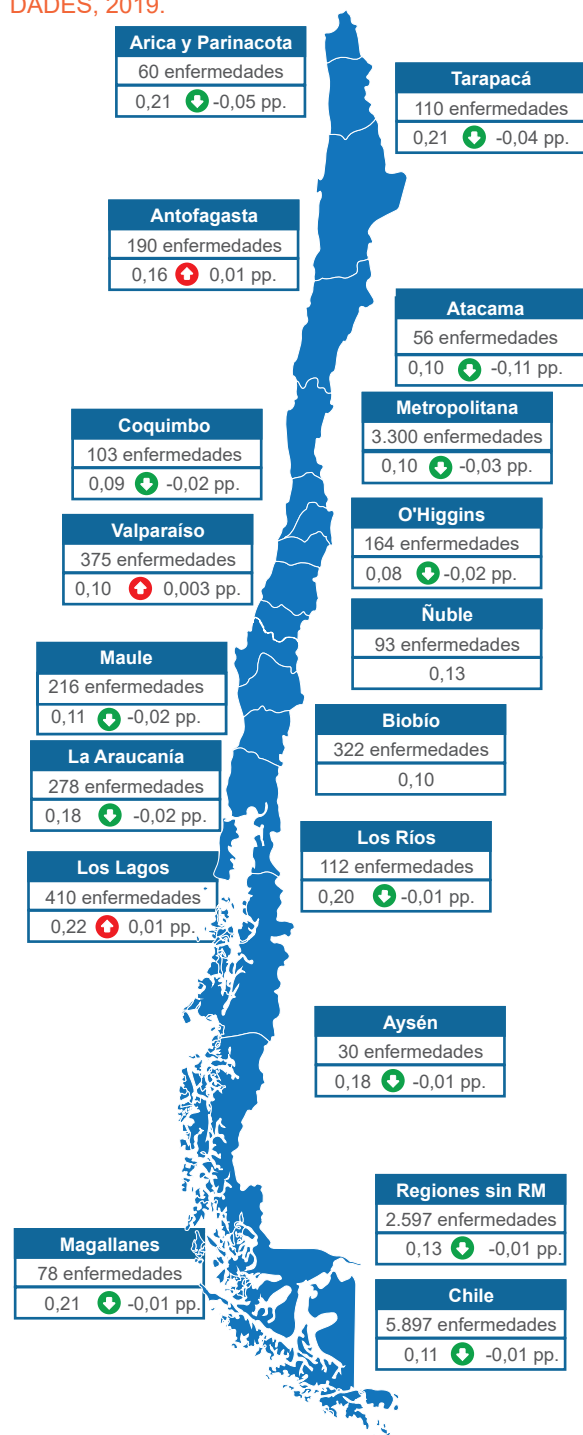 DADES, 2019.
Arica y Parinacota
60 enfermedades
0,21 -0,05 pp.
Tarapacá
110 enfermedades
0,21 -0,04 pp.
Antofagasta
190 enfermedades
0,16 0,01 pp.
Atacama
56 enfermedades
0,10 -0,11 pp.
Metropolitana
3.300 enfermedades
0,10 -0,03 pp.
Coquimbo
103 enfermedades
0,09 -0,02 pp.
O'Higgins
164 enfermedades
0,08 -0,02 pp.
Valparaíso
375 enfermedades
0,10 0,003 pp.
Ñuble
93 enfermedades
0,13
Maule
216 enfermedades
0,11 -0,02 pp.
Biobío
322 enfermedades
0,10
La Araucanía
278 enfermedades
0,18 -0,02 pp.
Los Ríos
112 enfermedades
0,20 -0,01 pp.
Los Lagos
410 enfermedades
0,22 0,01 pp.
Aysén
30 enfermedades
0,18 -0,01 pp.
Regiones sin RM
2.597 enfermedades
0,13 -0,01 pp.
Magallanes
78 enfermedades
0,21 -0,01 pp.
Chile
5.897 enfermedades
0,11 -0,01 pp.